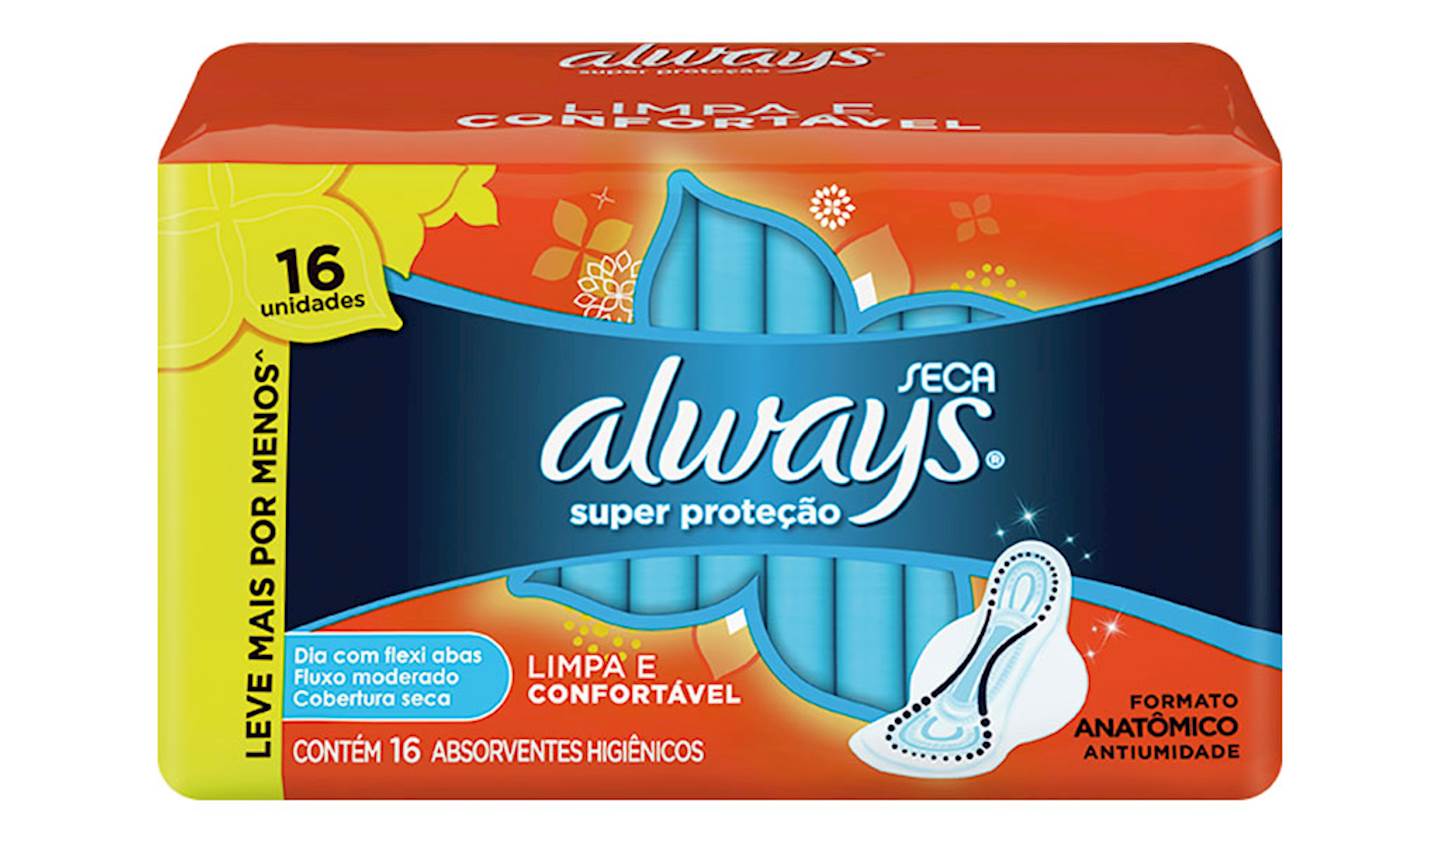 always®
super proteção
LIMPA E
CONFORTÁVEL
16
unidades
LEVE MAIS POR MENOS^
SECA
always®
super proteção
Dia com flexi abas
Fluxo moderado
Cobertura seca
LIMPA E
CONFORTÁVEL
CONTÉM 16 ABSORVENTES HIGIÊNICOS
FORMATO
ANATÔMICO
ANTIUMIDADE